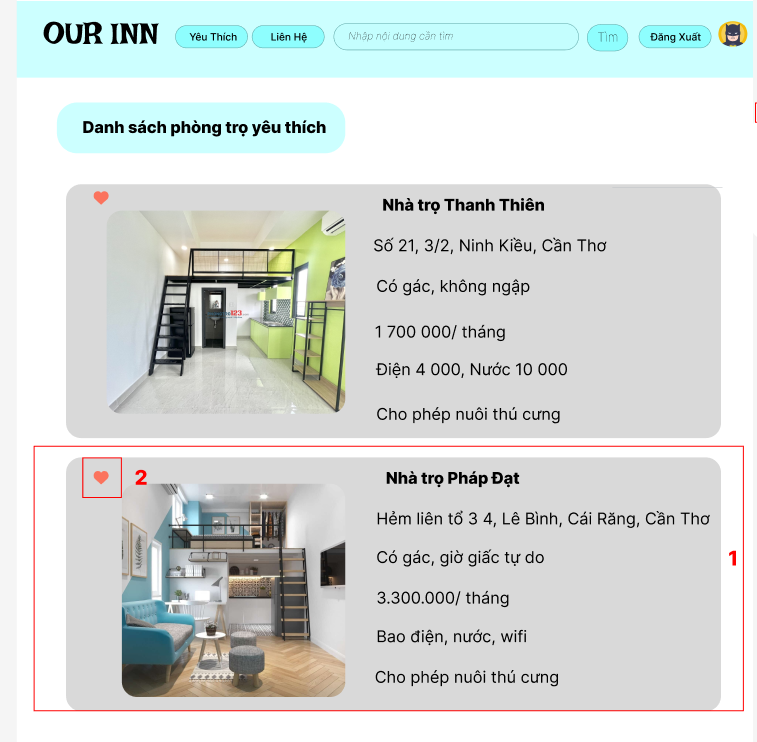 OUR INN
Yêu Thích
Liên Hệ
Nhập nội dung cần tìm
Tìm
Đăng Xuất
Danh sách phòng trọ yêu thích
Nhà trọ Thanh Thiên
Số 21, 3/2, Ninh Kiều, Cần Thơ
Có gác, không ngập
1 700 000/ tháng
Điện 4 000, Nước 10 000
Cho phép nuôi thú cưng
2
Nhà trọ Pháp Đạt
Hẻm liên tổ 3 4, Lê Bình, Cái Răng, Cần Thơ
Có gác, giờ giấc tự do
1
3.300.000/ tháng
Bao điện, nước, wifi
Cho phép nuôi thú cưng